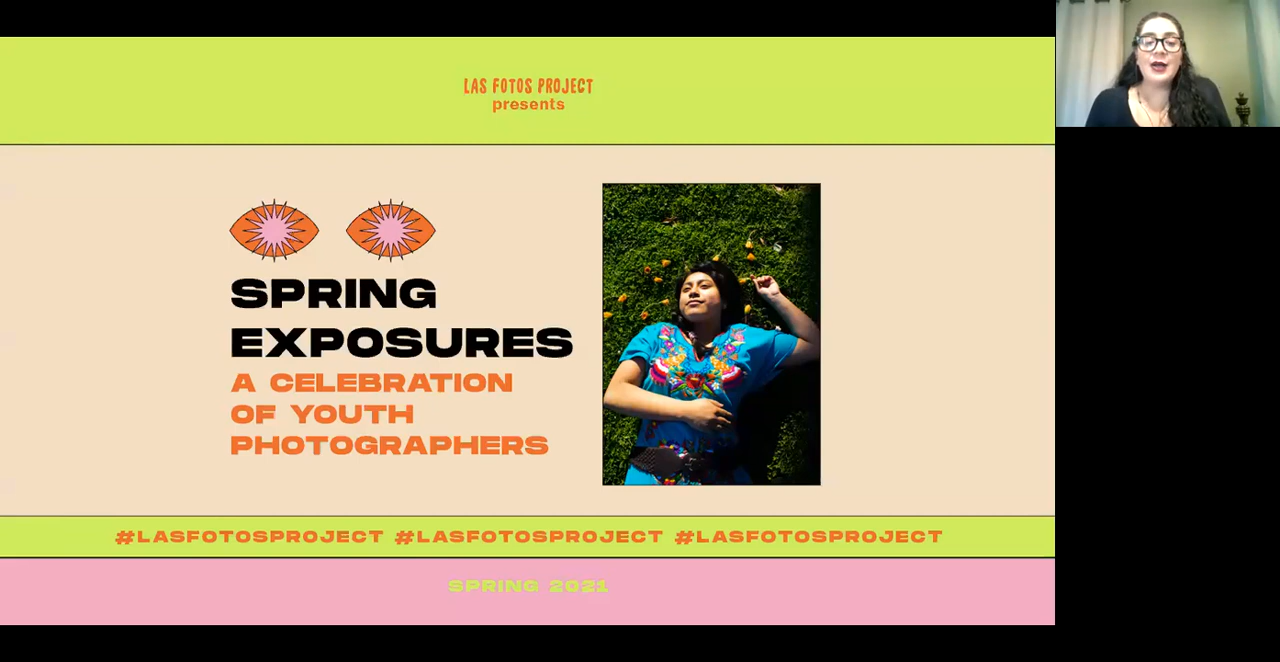 LAS FOTOS PROJECT
presents
SPRING
EXPOSURES
A CELEBRATION
OF YOUTH
PHOTOGRAPHERS
#LASFOTOSPROJECT #LASFOTOSPROJECT #LASFOTOSPROJECT
SPRING 2021